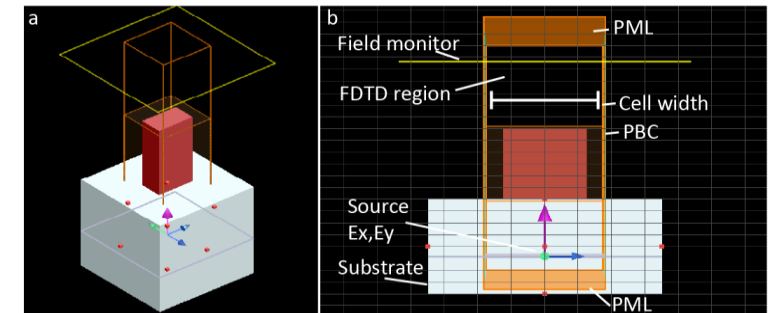 a
b
PML
Field monitor
FDTD region
Cell width
PBC
Source
Ex,Ey
Substrate
PML